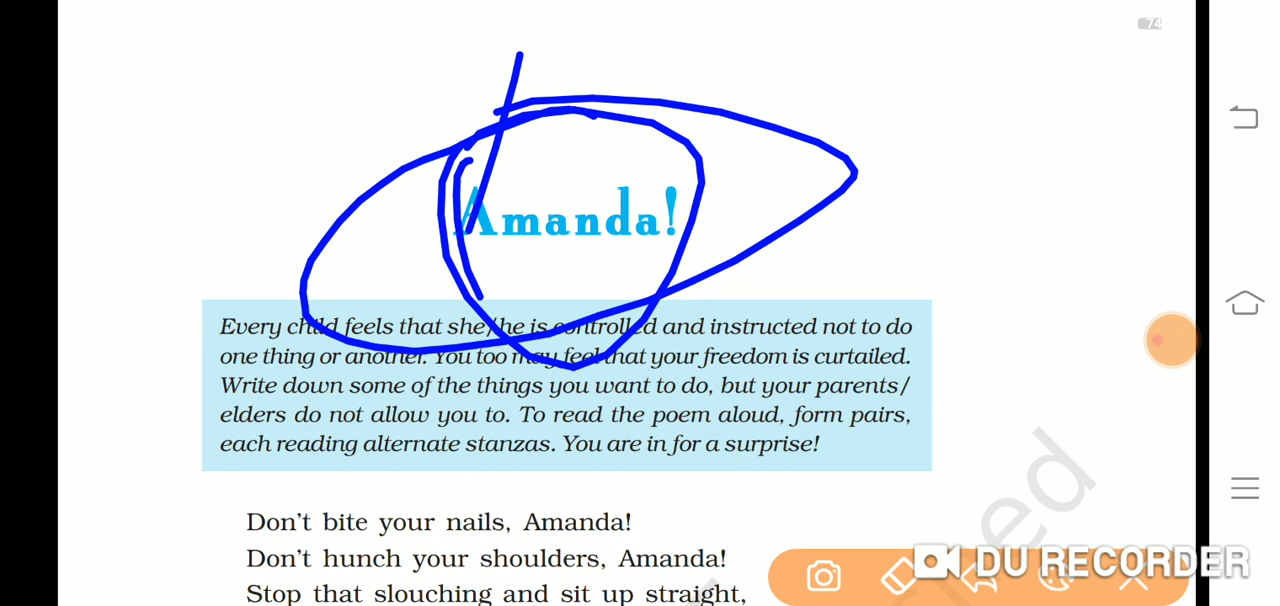 74
Amanda!
Every child feels that she/he is controlled and instructed not to do
one thing or another. You too may feel that your freedom is curtailed.
Write down some of the things you want to do, but your parents/
elders do not allow you to. To read the poem aloud, form pairs,
each reading alternate stanzas. You are in for a surprise!
Don't bite your nails, Amanda!
Don't hunch your shoulders, Amanda!
Stop that slouching and sit up straight,
DU RECORDER